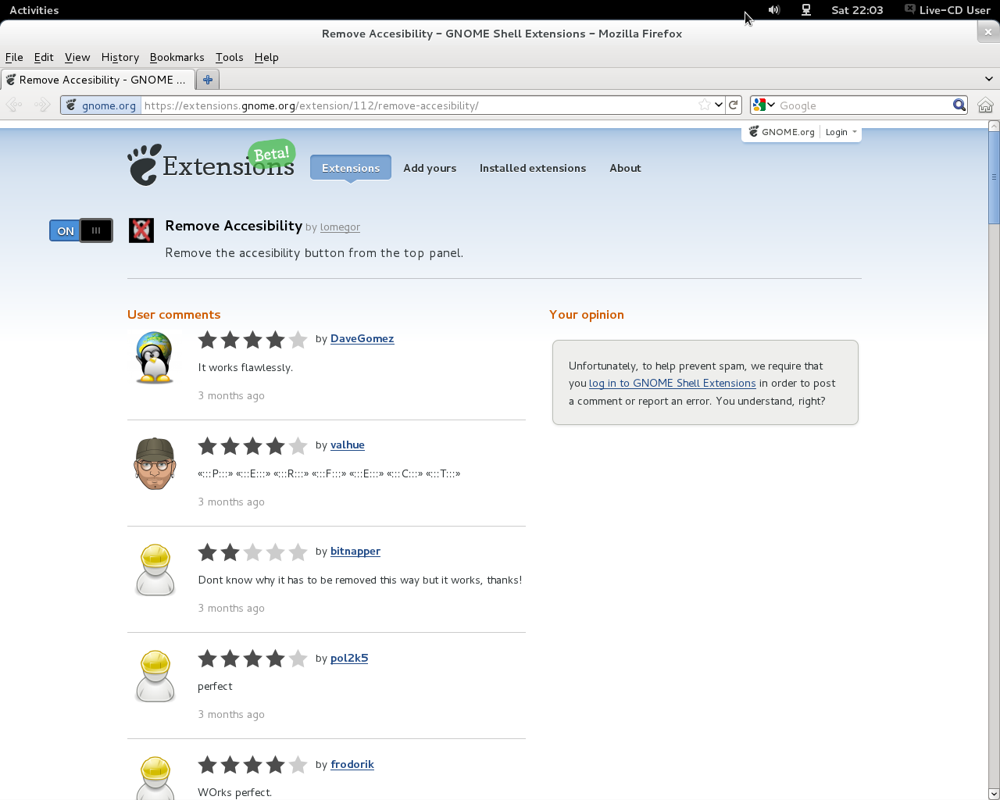 Activities
Sat 22:03
Live-CD User
Remove Accesibility - GNOME Shell Extensions - Mozilla Firefox
File Edit View History Bookmarks Tools Help
Remove Accesibility - GNOME ...
gnome.org
https://extensions.gnome.org/extension/112/remove-accesibility/
Google
GNOME.org
Login
Extensions
Beta!
Extensions
Add yours
Installed extensions
About
ON
Remove Accesibility by lomegor
Remove the accesibility button from the top panel.
User comments
by DaveGomez
It works flawlessly.
3 months ago
by valhue
«:::P:::» «:::E:::» «:::R:::» «:::F:::» «:::E:::» «:::C:::» «:::T:::»
3 months ago
by bitnapper
Dont know why it has to be removed this way but it works, thanks!
3 months ago
by pol2k5
perfect
3 months ago
by frodorik
WOrks perfect.
Your opinion
Unfortunately, to help prevent spam, we require that
you log in to GNOME Shell Extensions in order to post
a comment or report an error. You understand, right?